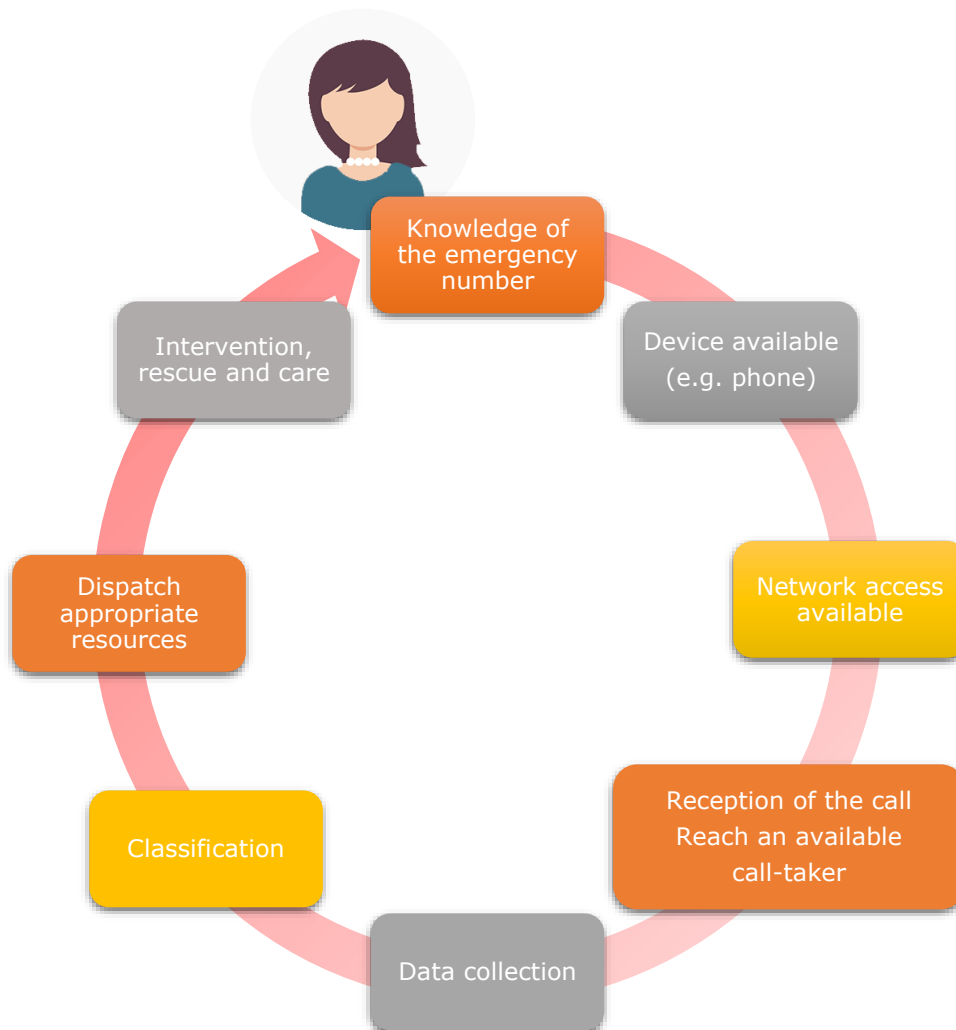 Knowledge of
the emergency
number
Device available
(e.g. phone)
Network access
available
Reception of the call
Reach an available
call-taker
Data collection
Classification
Dispatch
appropriate
resources
Intervention,
rescue and care